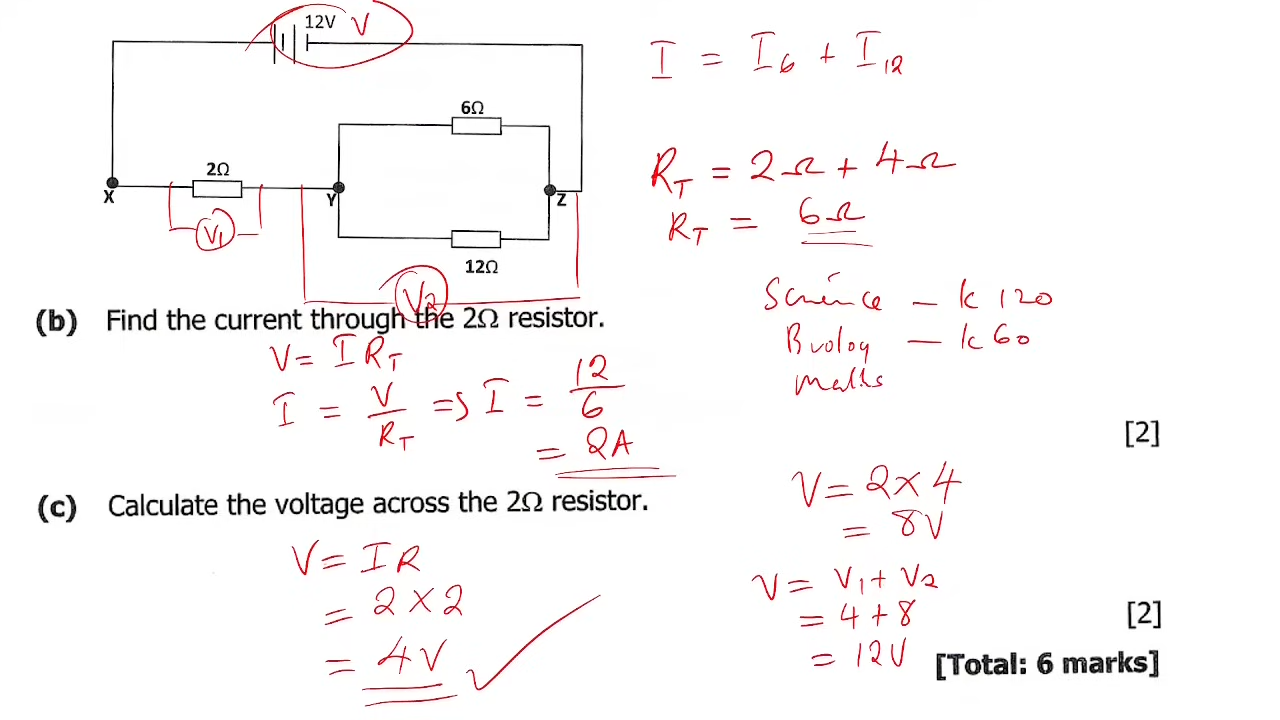 12V V
6Ω
2Ω
X
Y
Z
V1
12Ω
V2
I = I6 + I12
RT = 2Ω + 4Ω
RT = 6Ω
Science – K 120
Biology – K 60
maths
(b) Find the current through the 2Ω resistor.
V = I RT
I = V/RT => I = 12/6
= 2A
[2]
(c) Calculate the voltage across the 2Ω resistor.
V = IR
= 2 × 2
= 4V ✓
V = 2 × 4
= 8V
V = V1 + V2
= 4 + 8
= 12V
[2]
[Total: 6 marks]